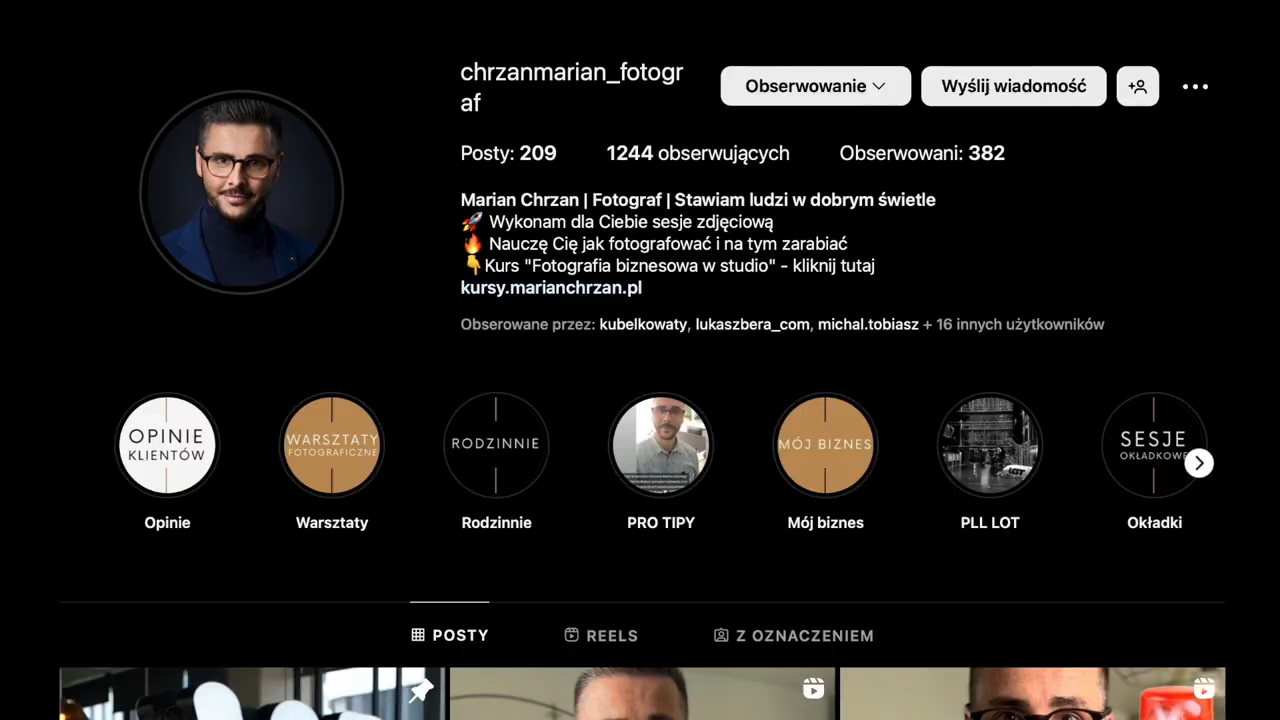 chrzanmarian_fotogr
af
Obserwowanie
Wyślij wiadomość
Posty: 209
1244 obserwujących
Obserwowani: 382
Marian Chrzan | Fotograf | Stawiam ludzi w dobrym świetle
🚀 Wykonam dla Ciebie sesje zdjęciową
🔥 Nauczę Cię jak fotografować i na tym zarabiać
👇Kurs "Fotografia biznesowa w studio" - kliknij tutaj
kursy.marianchrzan.pl
Obserowane przez: kubelkowaty, lukaszbera_com, michal.tobiasz + 16 innych użytkowników
OPINIE
KLIENTÓW
WARSZTATY
FOTOGRAFICZNE
RODZINNIE
MÓJ BIZNES
LOT
SESJE
OKŁADKOWE
Opinie
Warsztaty
Rodzinnie
PRO TIPY
Mój biznes
PLL LOT
Okładki
POSTY
REELS
Z OZNACZENIEM